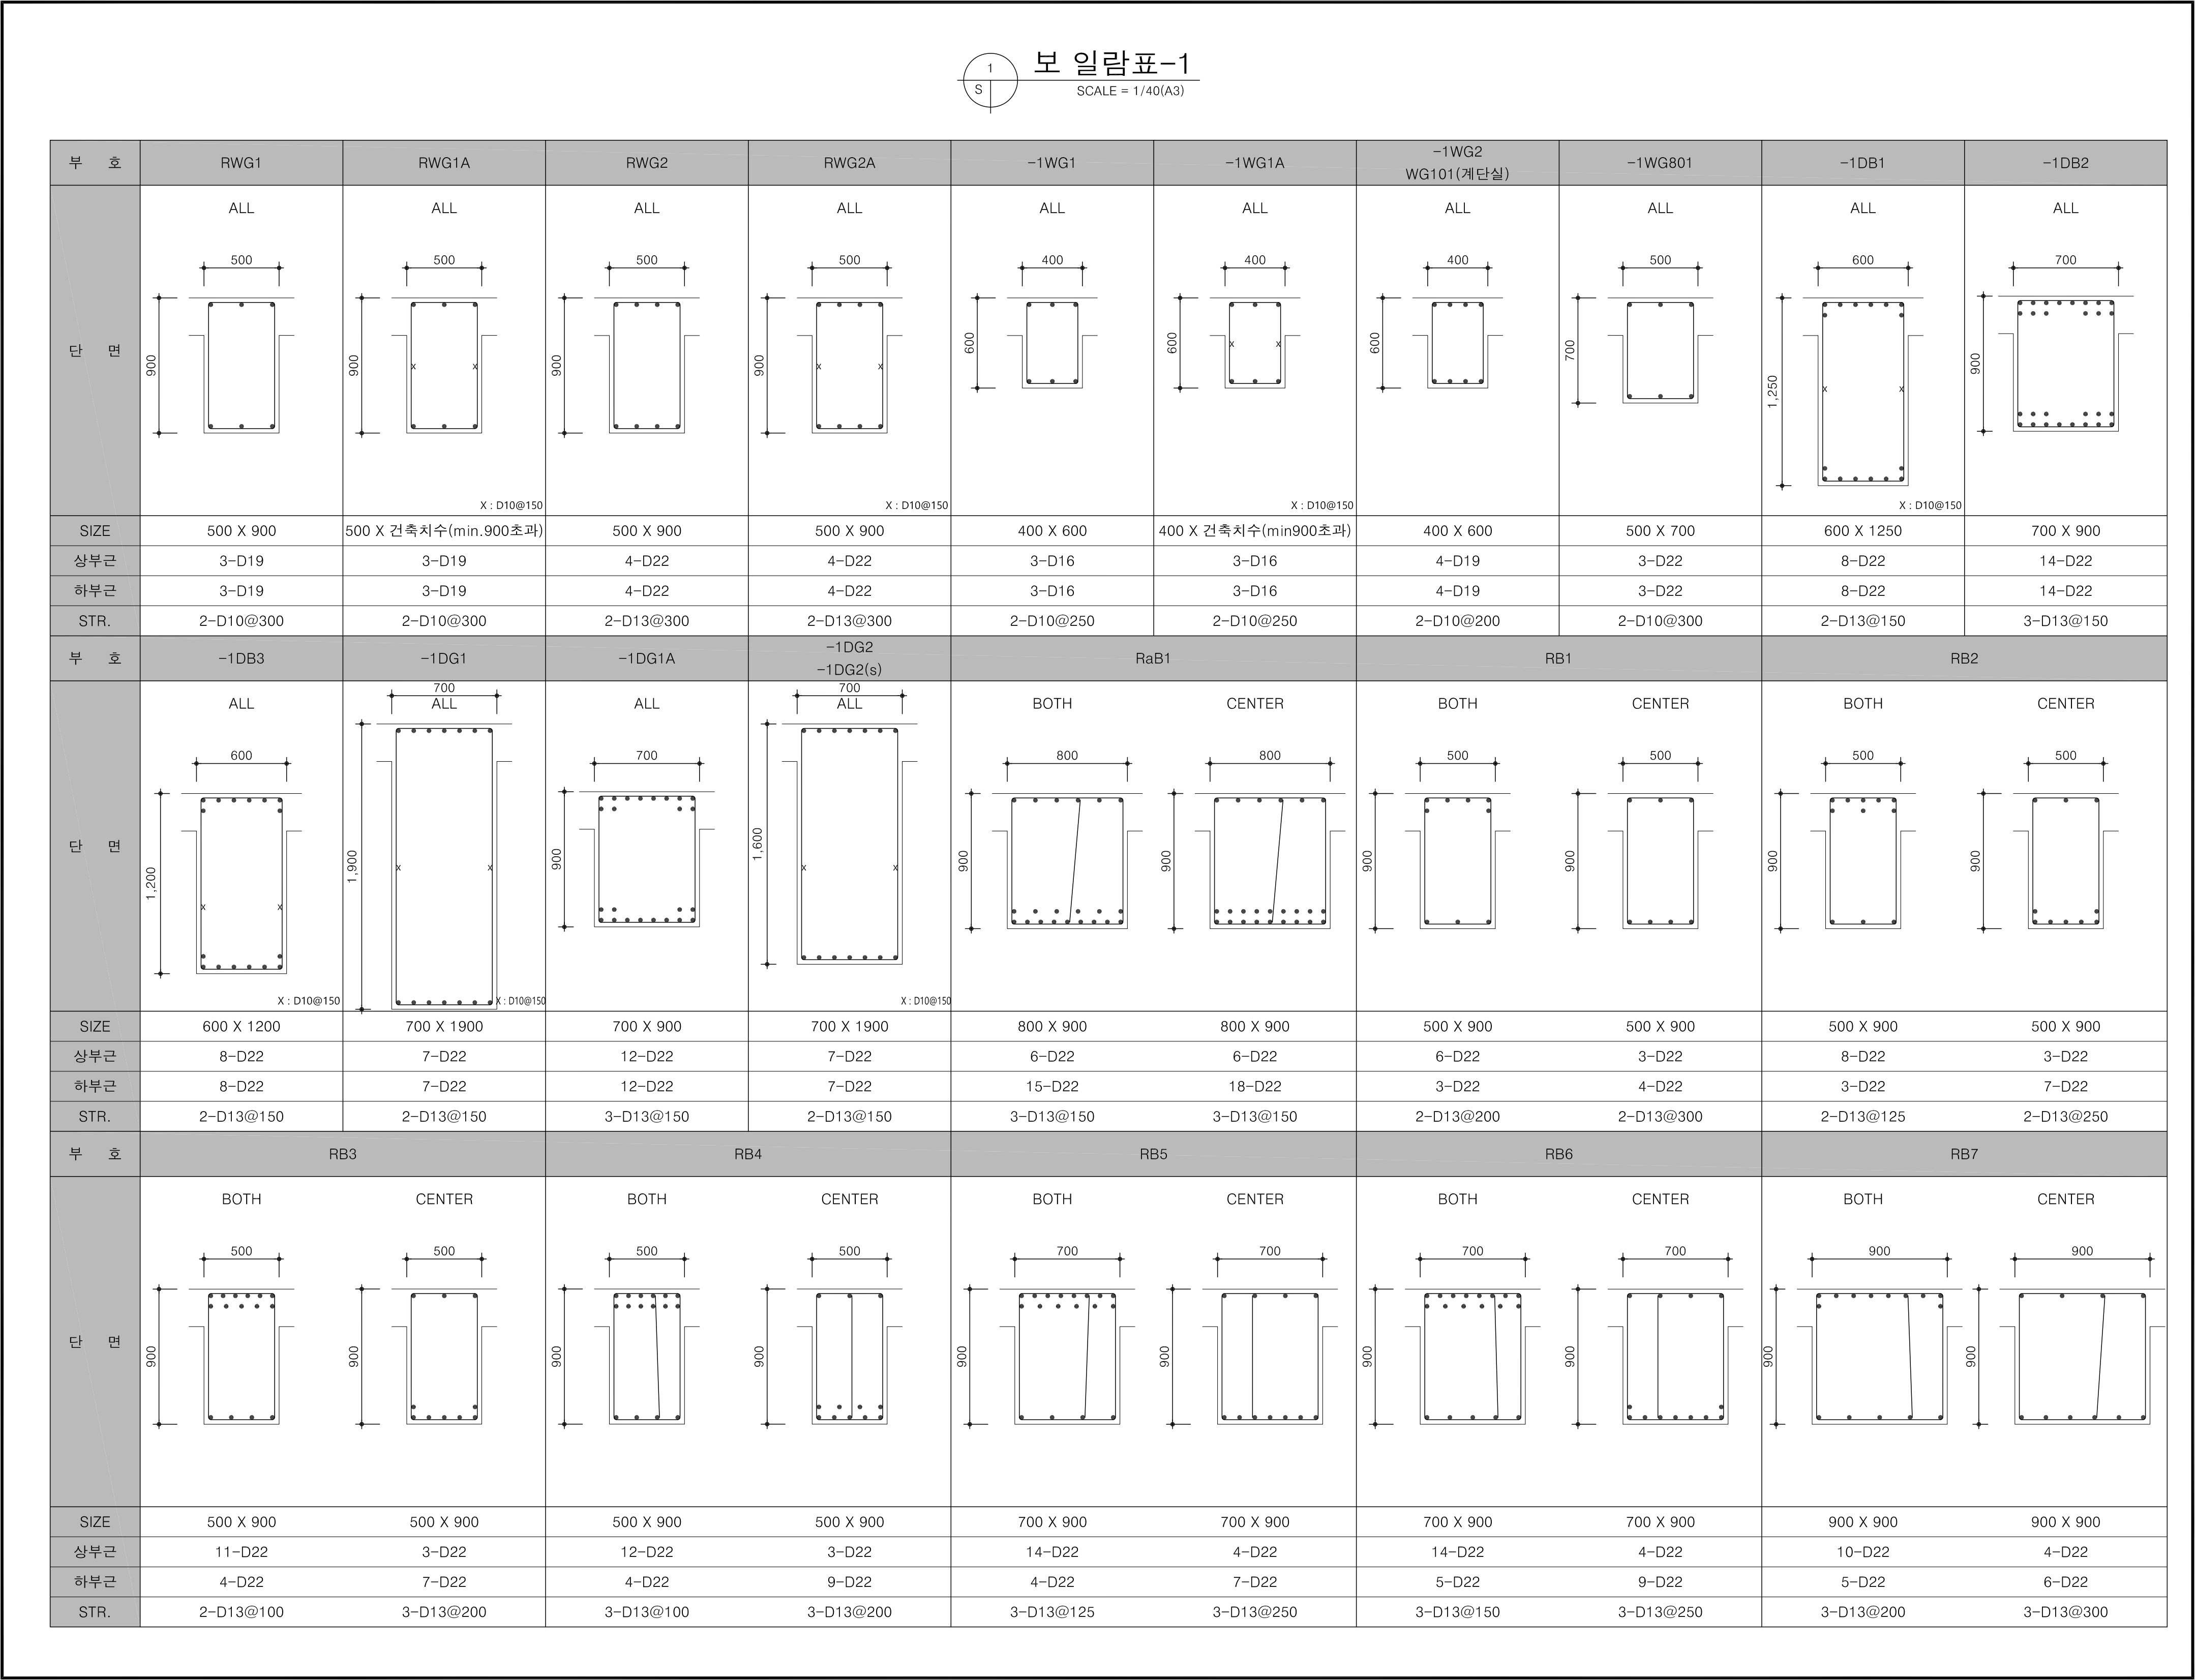 1
S
보 일람표-1
SCALE = 1/40(A3)
부 호 RWG1 RWG1A RWG2 RWG2A -1WG1 -1WG1A -1WG2 WG101(계단실) -1WG801 -1DB1 -1DB2
단 면
ALL ALL ALL ALL ALL ALL ALL ALL ALL ALL
500 500 500 500 400 400 400 500 600 700
900 900 900 900 600 600 600 700 1,250 900
x x x x x x x x
X : D10@150 X : D10@150 X : D10@150 X : D10@150
SIZE 500 X 900 500 X 건축치수(min.900초과) 500 X 900 500 X 900 400 X 600 400 X 건축치수(min900초과) 400 X 600 500 X 700 600 X 1250 700 X 900
상부근 3-D19 3-D19 4-D22 4-D22 3-D16 3-D16 4-D19 3-D22 8-D22 14-D22
하부근 3-D19 3-D19 4-D22 4-D22 3-D16 3-D16 4-D19 3-D22 8-D22 14-D22
STR. 2-D10@300 2-D10@300 2-D13@300 2-D13@300 2-D10@250 2-D10@250 2-D10@200 2-D10@300 2-D13@150 3-D13@150
부 호 -1DB3 -1DG1 -1DG1A -1DG2 -1DG2(s) RaB1 RB1 RB2
단 면
ALL ALL ALL ALL BOTH CENTER BOTH CENTER BOTH CENTER
600 700 700 700 800 800 500 500 500 500
1,200 1,900 900 1,600 900 900 900 900 900 900
x x x x x x
X : D10@150 X : D10@150 X : D10@150
SIZE 600 X 1200 700 X 1900 700 X 900 700 X 1900 800 X 900 800 X 900 500 X 900 500 X 900 500 X 900 500 X 900
상부근 8-D22 7-D22 12-D22 7-D22 6-D22 6-D22 6-D22 3-D22 8-D22 3-D22
하부근 8-D22 7-D22 12-D22 7-D22 15-D22 18-D22 3-D22 4-D22 3-D22 7-D22
STR. 2-D13@150 2-D13@150 3-D13@150 2-D13@150 3-D13@150 3-D13@150 2-D13@200 2-D13@300 2-D13@125 2-D13@250
부 호 RB3 RB4 RB5 RB6 RB7
단 면
BOTH CENTER BOTH CENTER BOTH CENTER BOTH CENTER BOTH CENTER
500 500 500 500 700 700 700 700 900 900
900 900 900 900 900 900 900 900 900 900
SIZE 500 X 900 500 X 900 500 X 900 500 X 900 700 X 900 700 X 900 700 X 900 700 X 900 900 X 900 900 X 900
상부근 11-D22 3-D22 12-D22 3-D22 14-D22 4-D22 14-D22 4-D22 10-D22 4-D22
하부근 4-D22 7-D22 4-D22 9-D22 4-D22 7-D22 5-D22 9-D22 5-D22 6-D22
STR. 2-D13@100 3-D13@200 3-D13@100 3-D13@200 3-D13@125 3-D13@250 3-D13@150 3-D13@250 3-D13@200 3-D13@300